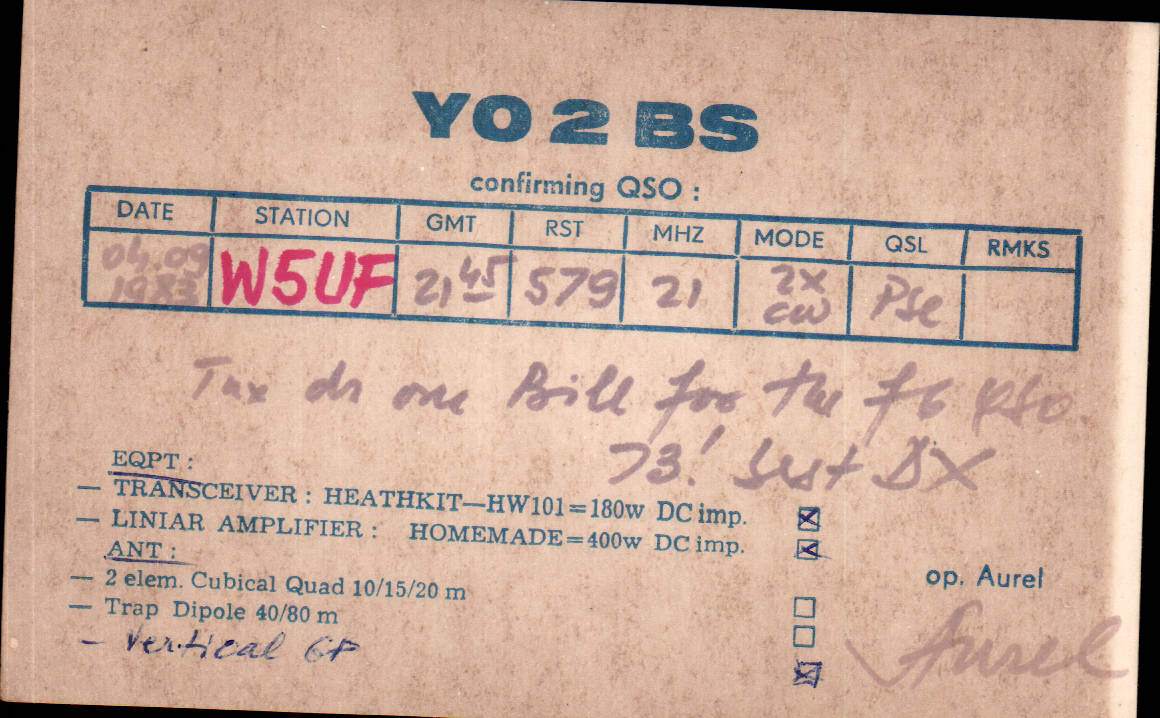 YO2BS
confirming QSO :
DATE STATION GMT RST MHZ MODE QSL RMKS
04.09 1983 W5UF 21 45 579 21 2x cw Pse
Tnx dr om Bill for the fb QSO.
73! best DX
EQPT :
— TRANSCEIVER : HEATHKIT—HW101=180w DC imp. ☒
— LINIAR AMPLIFIER : HOMEMADE=400w DC imp. ☒
ANT :
op. Aurel
— 2 elem. Cubical Quad 10/15/20 m ☐
— Trap Dipole 40/80 m ☐
— Vertical GP ☒
Aurel